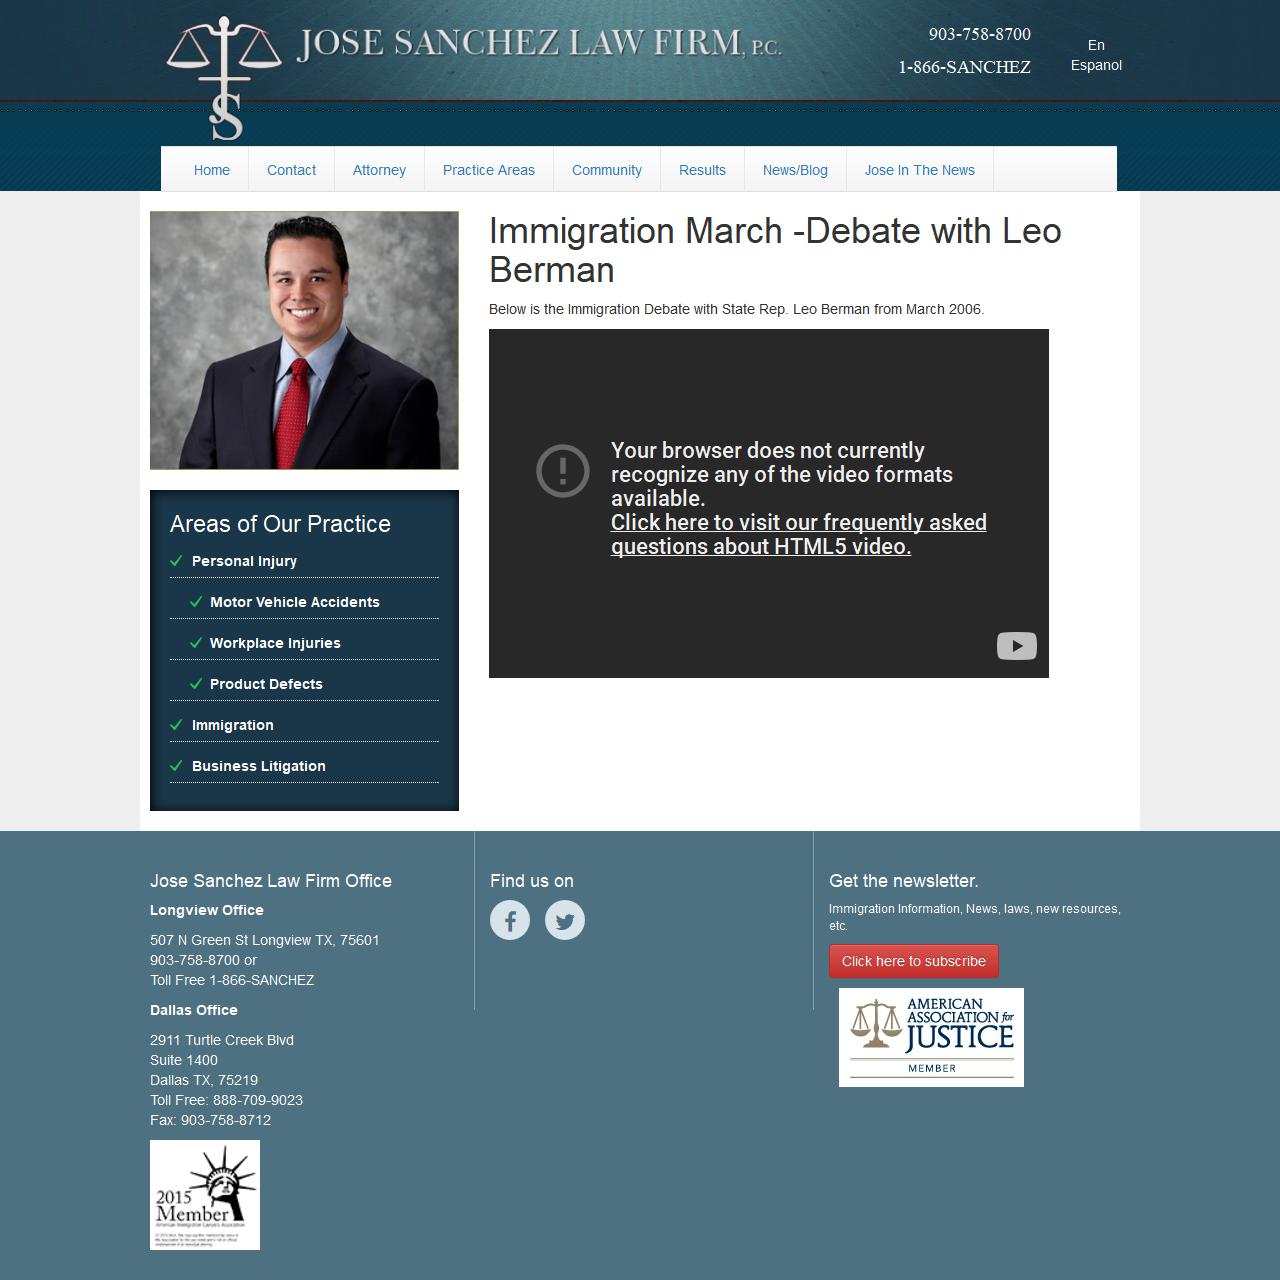 JOSE SANCHEZ LAW FIRM, P.C.
JS
903-758-8700
1-866-SANCHEZ
En
Espanol
Home
Contact
Attorney
Practice Areas
Community
Results
News/Blog
Jose In The News
Immigration March -Debate with Leo
Berman
Below is the Immigration Debate with State Rep. Leo Berman from March 2006.
Your browser does not currently
recognize any of the video formats
available.
Click here to visit our frequently asked
questions about HTML5 video.
Areas of Our Practice
Personal Injury
Motor Vehicle Accidents
Workplace Injuries
Product Defects
Immigration
Business Litigation
Jose Sanchez Law Firm Office
Longview Office
507 N Green St Longview TX, 75601
903-758-8700 or
Toll Free 1-866-SANCHEZ
Dallas Office
2911 Turtle Creek Blvd
Suite 1400
Dallas TX, 75219
Toll Free: 888-709-9023
Fax: 903-758-8712
2015
Member
American Immigration Lawyers Association
Find us on
Get the newsletter.
Immigration Information, News, laws, new resources,
etc.
Click here to subscribe
AMERICAN
ASSOCIATION for
JUSTICE
MEMBER